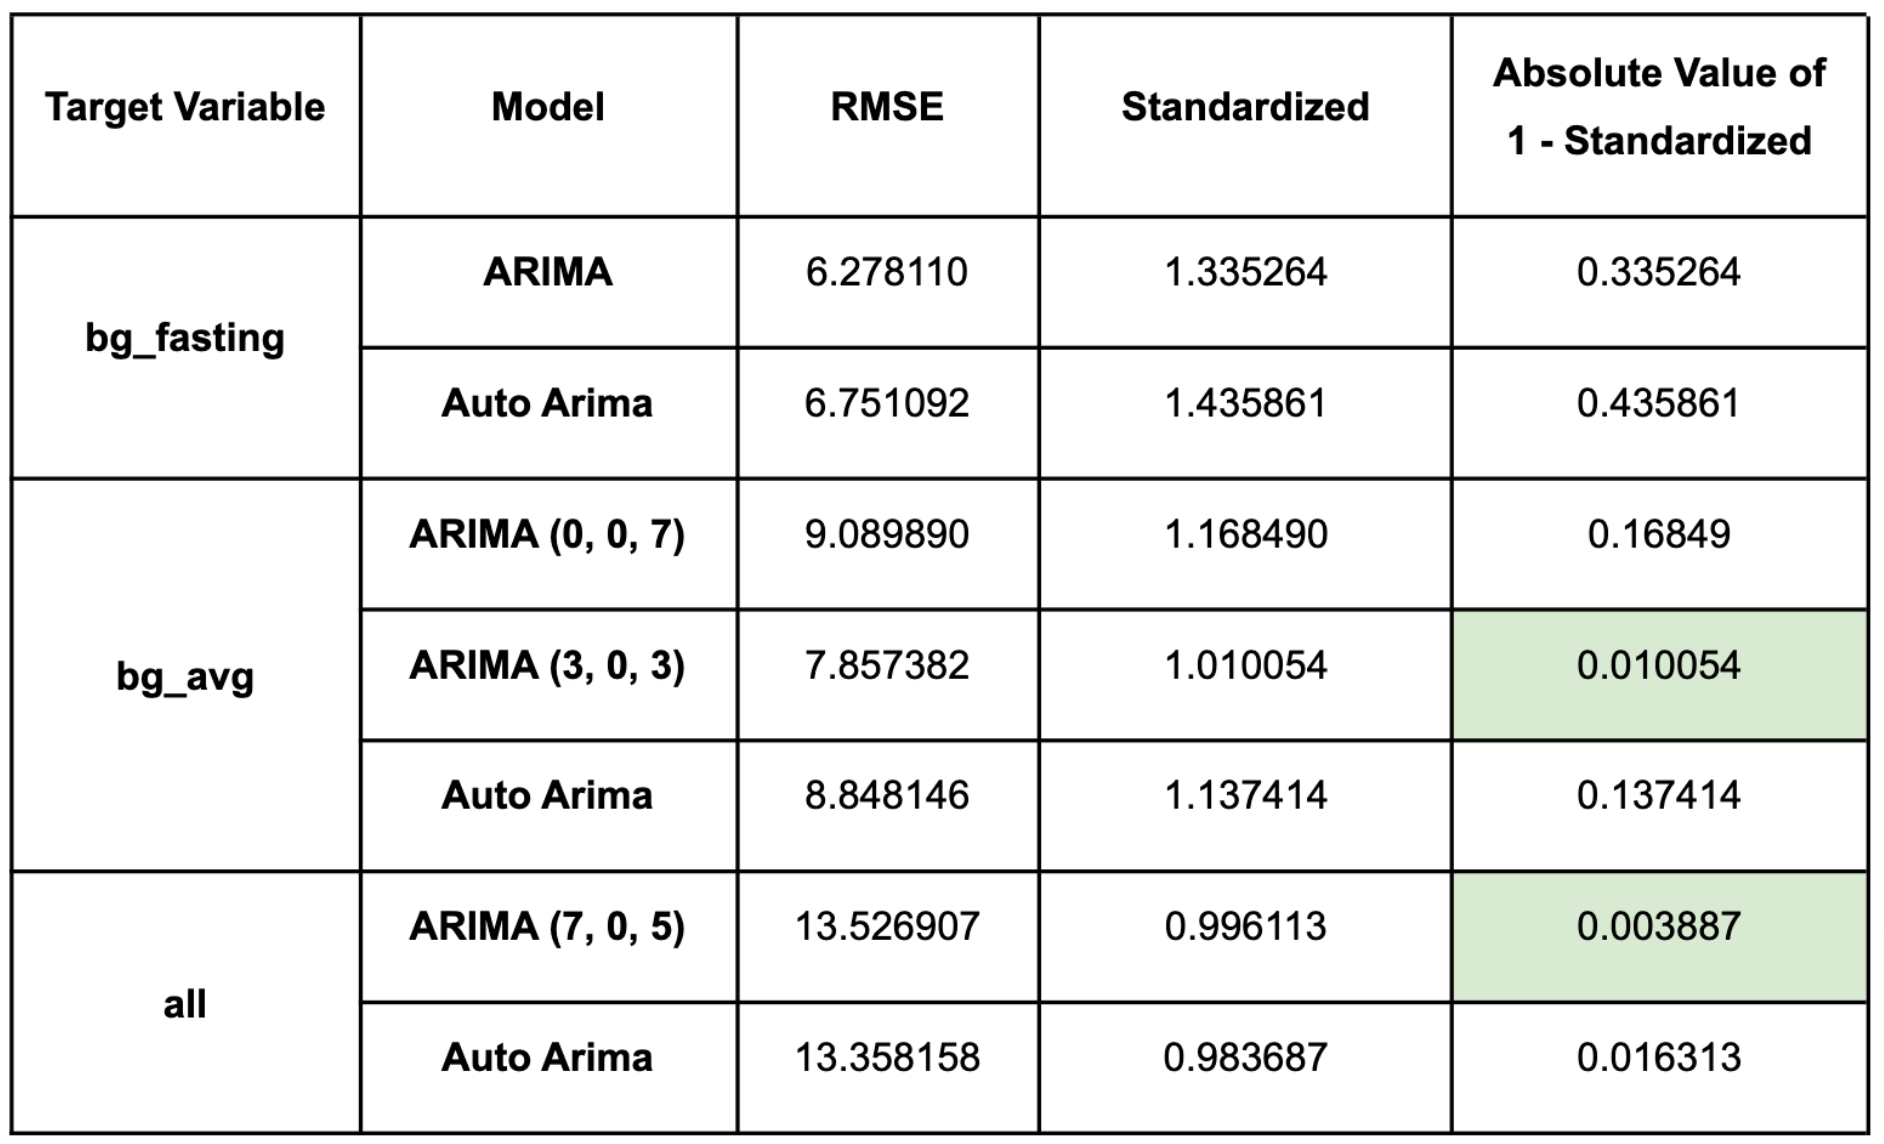 Target Variable Model RMSE Standardized Absolute Value of
1 - Standardized
bg_fasting
ARIMA 6.278110 1.335264 0.335264
Auto Arima 6.751092 1.435861 0.435861
bg_avg
ARIMA (0, 0, 7) 9.089890 1.168490 0.16849
ARIMA (3, 0, 3) 7.857382 1.010054 0.010054
Auto Arima 8.848146 1.137414 0.137414
all
ARIMA (7, 0, 5) 13.526907 0.996113 0.003887
Auto Arima 13.358158 0.983687 0.016313